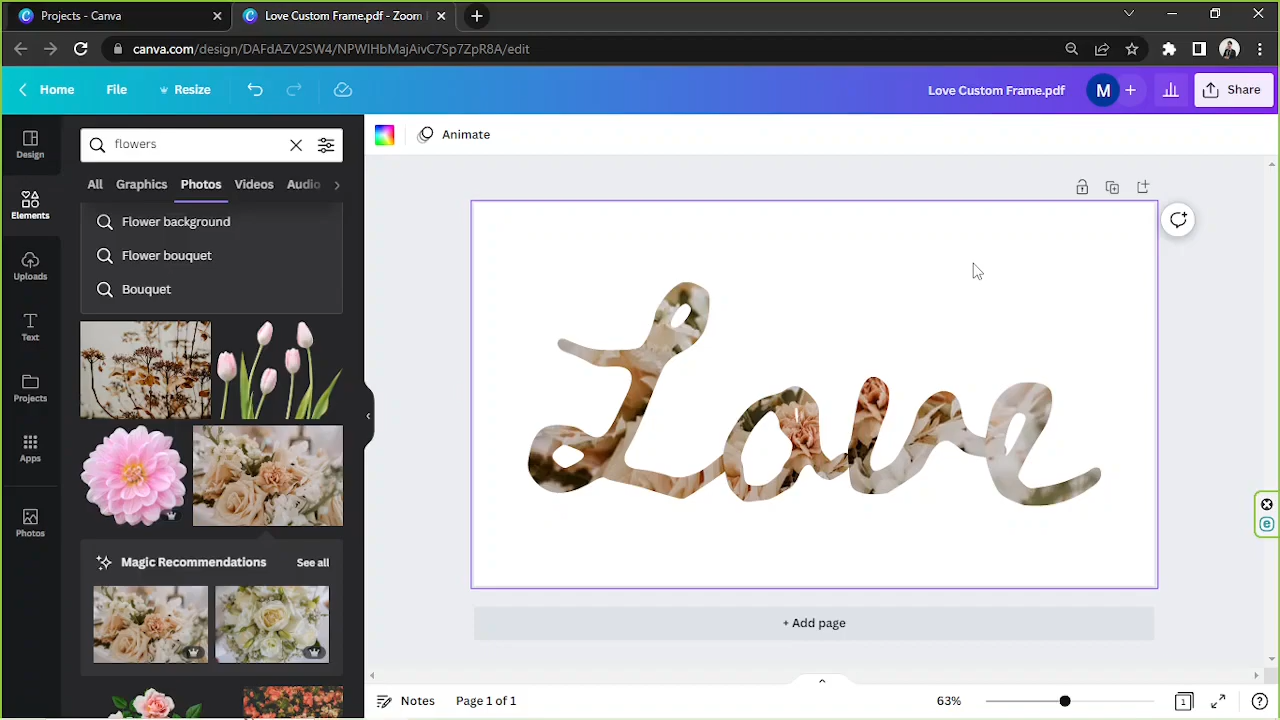 Projects - Canva
Love Custom Frame.pdf - Zoom
canva.com/design/DAFdAZV2SW4/NPWIHbMajAivC7Sp7ZpR8A/edit
Home
File
Resize
Love Custom Frame.pdf
M
Share
Design
Elements
Uploads
Text
Projects
Apps
Photos
flowers
All
Graphics
Photos
Videos
Audio
Flower background
Flower bouquet
Bouquet
Magic Recommendations
See all
Animate
Love
+ Add page
Notes
Page 1 of 1
63%
1